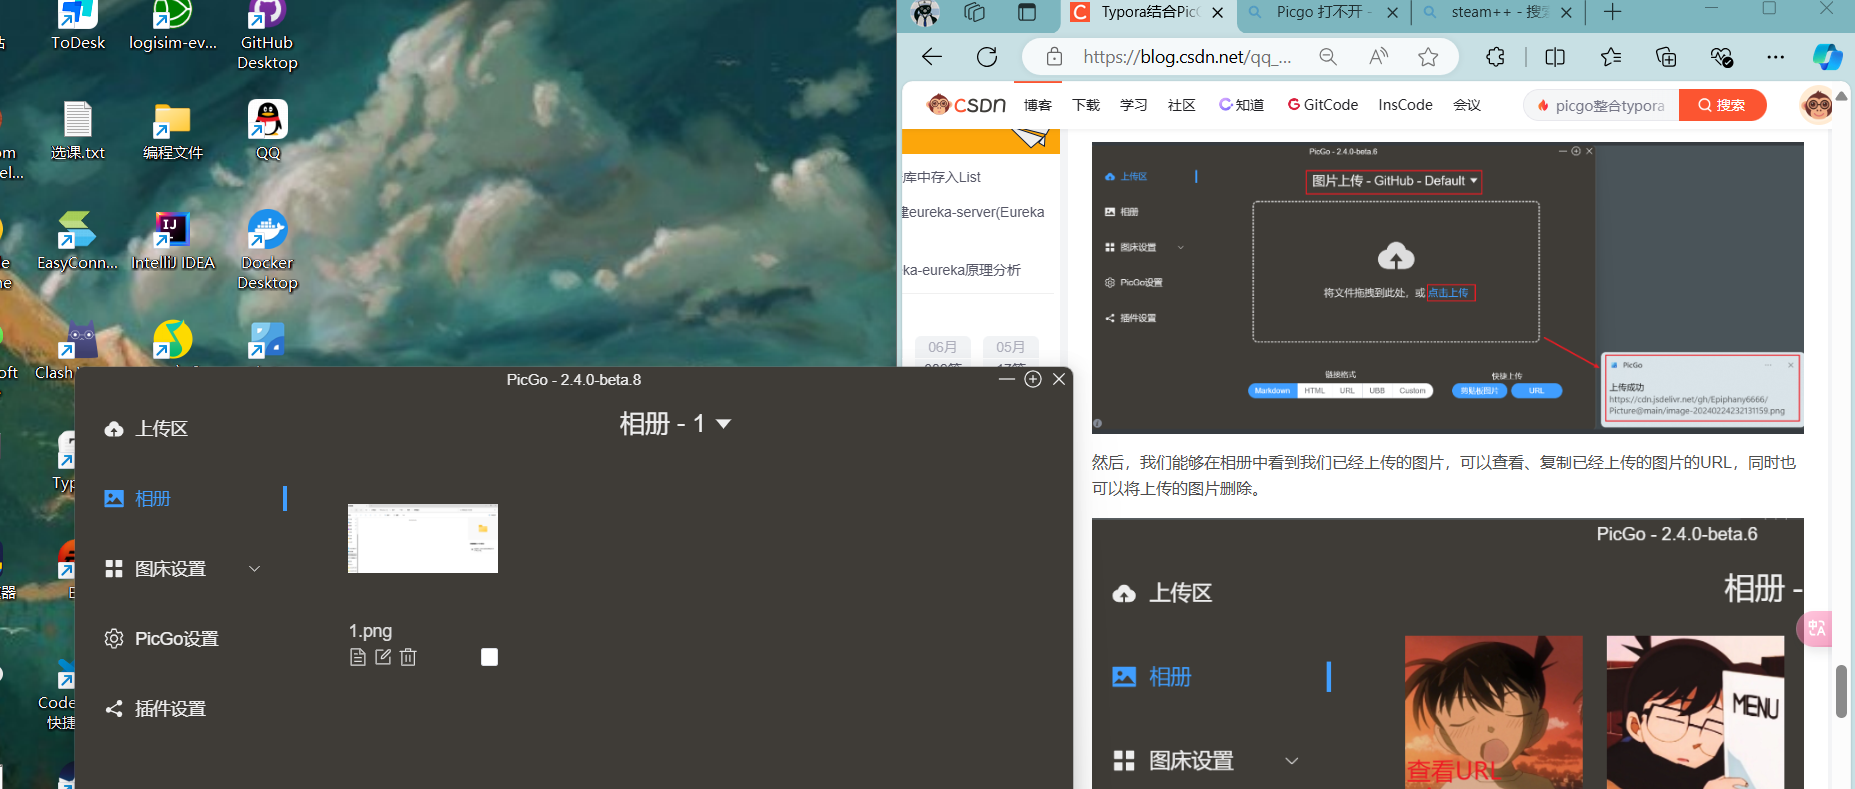 ToDesk
logisim-ev...
GitHub
Desktop
选课.txt
编程文件
QQ
EasyConn...
IntelliJ IDEA
Docker
Desktop
Clash
PicGo - 2.4.0-beta.8
上传区
相册
图床设置
PicGo设置
插件设置
相册 - 1
1.png
Code
快捷
Typora结合Pic
Picgo 打不开 -
steam++ - 搜
https://blog.csdn.net/qq_...
CSDN
博客
下载
学习
社区
知道
GitCode
InsCode
会议
picgo整合typora
搜索
库中存入List
建eureka-server(Eureka
ka-eureka原理分析
06月
05月
PicGo - 2.4.0-beta.6
上传区
相册
图床设置
PicGo设置
插件设置
图片上传 - GitHub - Default
将文件拖拽到此处，或 点击上传
链接格式
Markdown
HTML
URL
UBB
Custom
快捷上传
剪贴板图片
URL
PicGo
上传成功
https://cdn.jsdelivr.net/gh/Epiphany6666/
Picture@main/image-20240224232131159.png
然后，我们能够在相册中看到我们已经上传的图片，可以查看、复制已经上传的图片的URL，同时也
可以将上传的图片删除。
PicGo - 2.4.0-beta.6
上传区
相册 -
相册
图床设置
查看URL
MENU